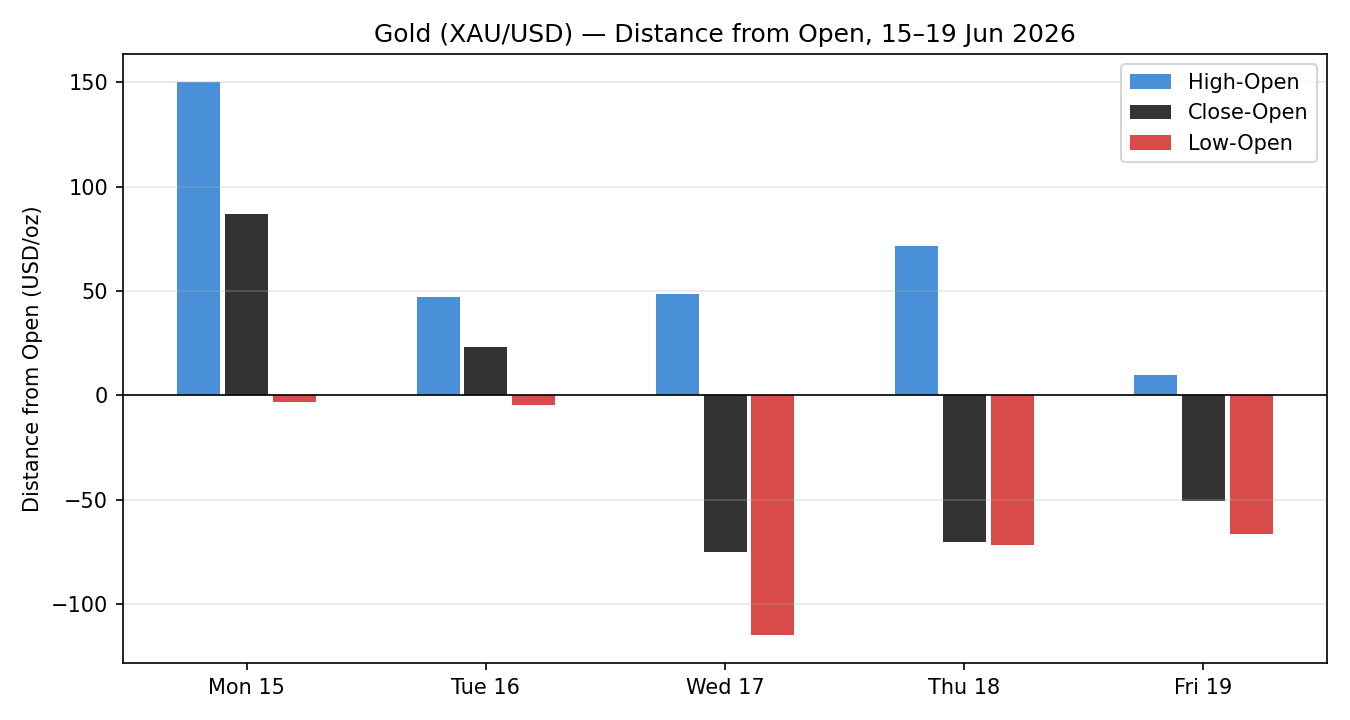 Gold (XAU/USD) — Distance from Open, 15–19 Jun 2026
High-Open
Close-Open
Low-Open
Distance from Open (USD/oz)
150
100
50
0
−50
−100
Mon 15
Tue 16
Wed 17
Thu 18
Fri 19